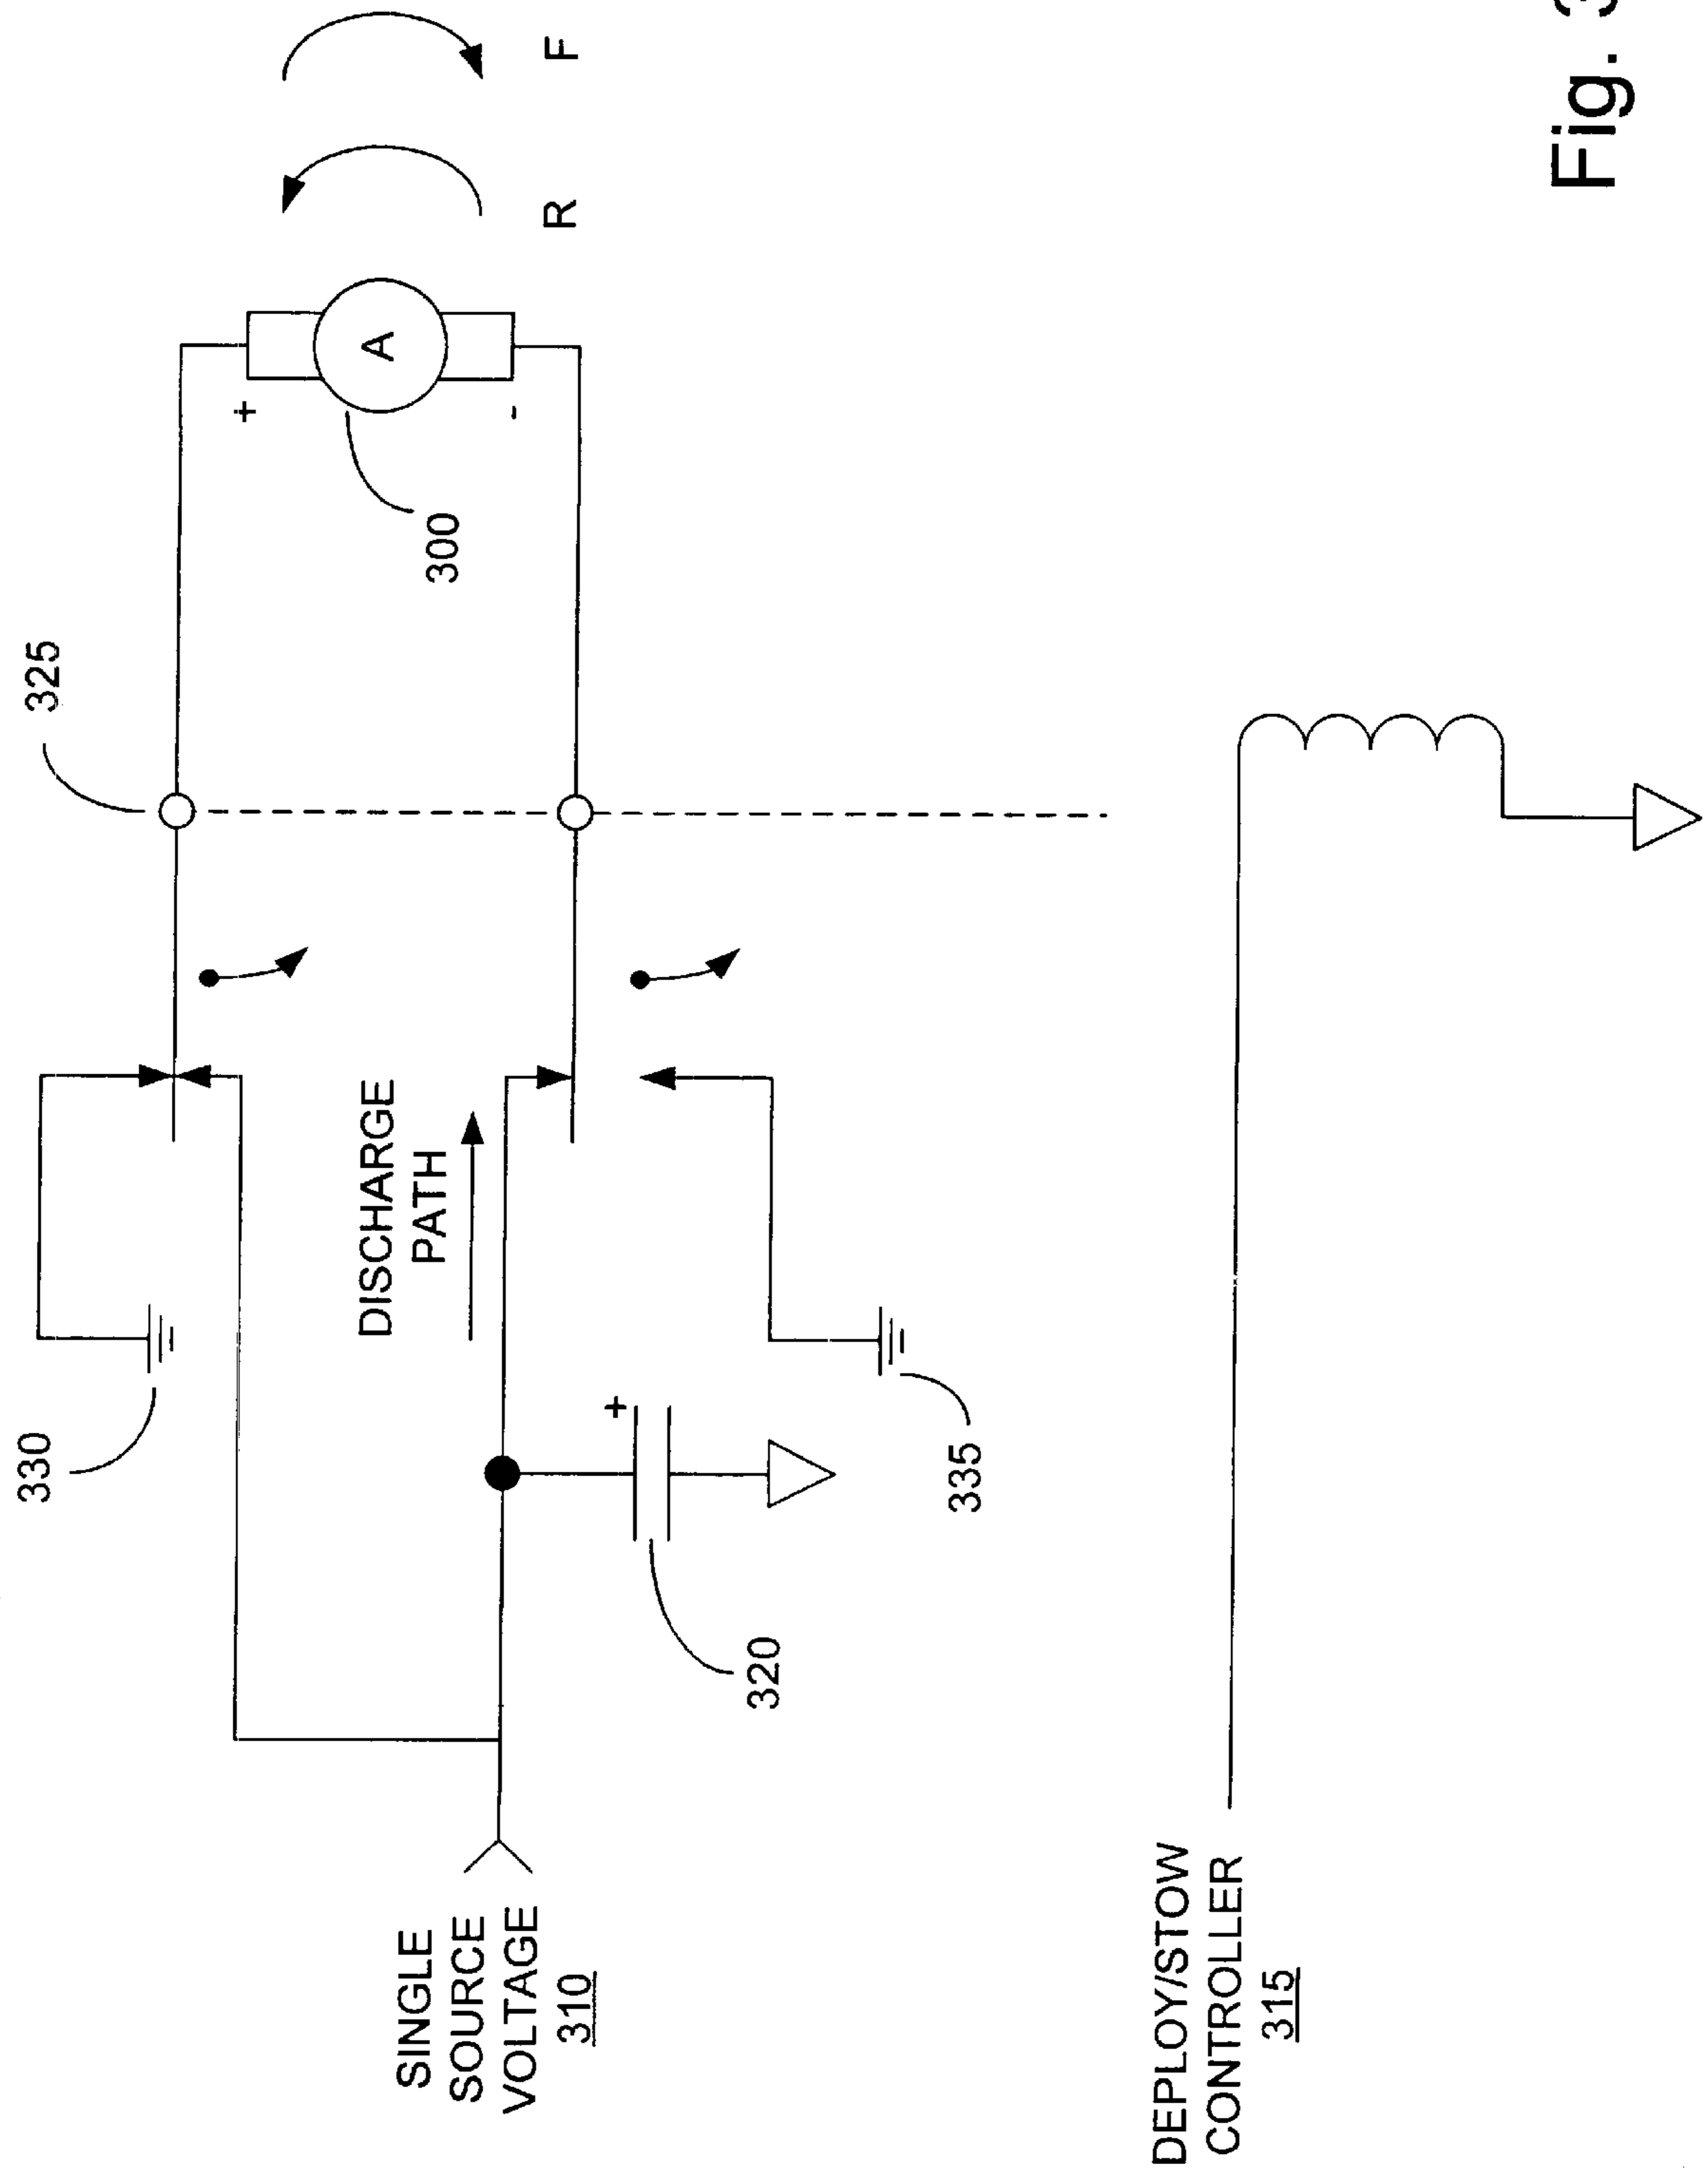 330
325
+
A
-
300
R
F
DISCHARGE
PATH
SINGLE
SOURCE
VOLTAGE
310
+
320
335
DEPLOY/STOW
CONTROLLER
315
Fig. 3